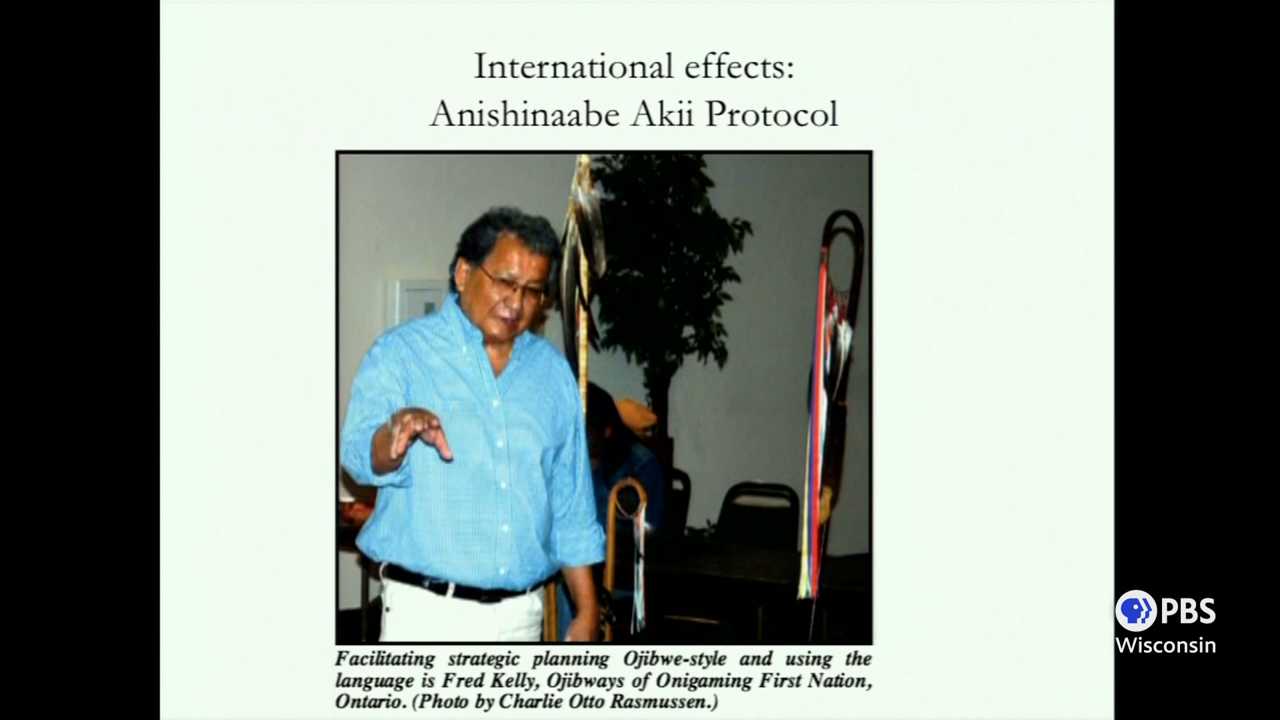 International effects:
Anishinaabe Akii Protocol
Facilitating strategic planning Ojibwe-style and using the
language is Fred Kelly, Ojibways of Onigaming First Nation,
Ontario. (Photo by Charlie Otto Rasmussen.)
PBS
Wisconsin